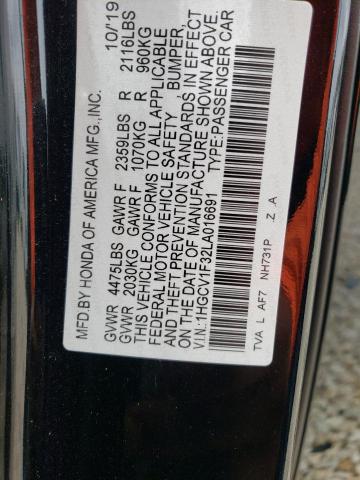 MFD.BY HONDA OF AMERICA MFG.,INC. 10/19
GVWR 4475LBS GAWR F 2359LBS R 2116LBS
GVWR 2030KG GAWR F 1070KG R 960KG
THIS VEHICLE CONFORMS TO ALL APPLICABLE
FEDERAL MOTOR VEHICLE SAFETY , BUMPER,
AND THEFT PREVENTION STANDARDS IN EFFECT
ON THE DATE OF MANUFACTURE SHOWN ABOVE.
V.I.N.:1HGCV1F32LA016691 TYPE:PASSENGER CAR
TVA L AF7 NH731P Z A